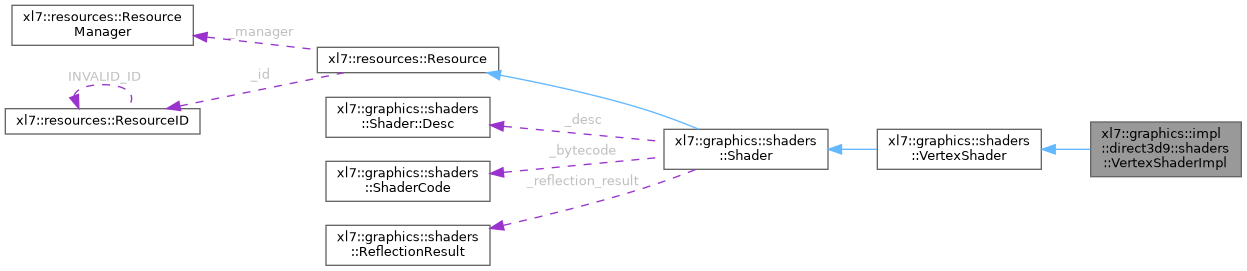 xl7::resources::Resource
Manager
_manager
xl7::resources::Resource
INVALID_ID
_id
xl7::resources::ResourceID
xl7::graphics::shaders
::Shader::Desc
_desc
xl7::graphics::shaders
::Shader
xl7::graphics::shaders
::VertexShader
xl7::graphics::impl
::direct3d9::shaders
::VertexShaderImpl
_bytecode
xl7::graphics::shaders
::ShaderCode
_reflection_result
xl7::graphics::shaders
::ReflectionResult